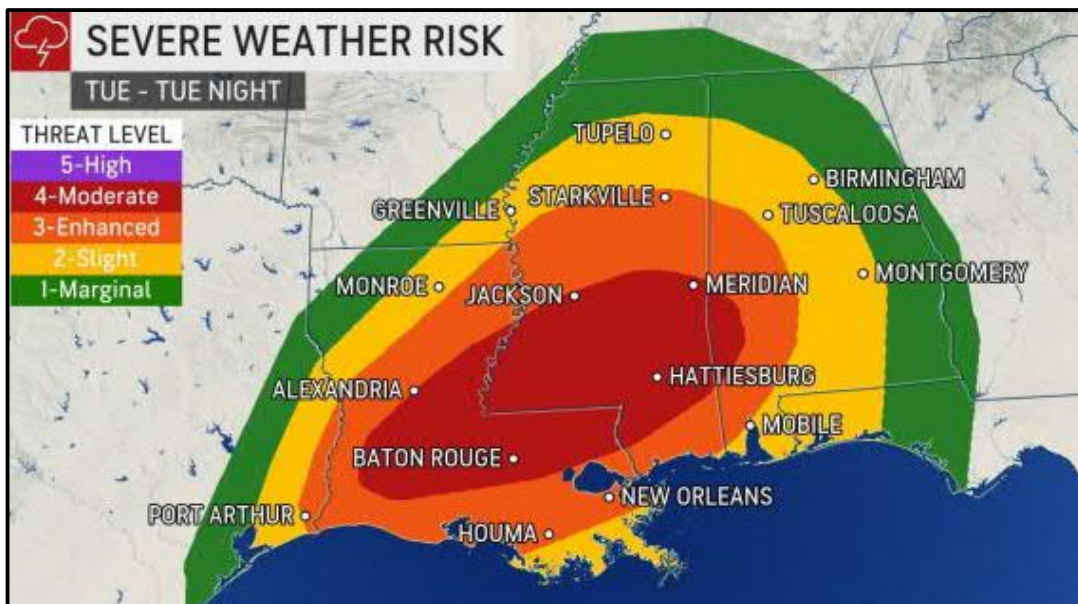 SEVERE WEATHER RISK
TUE - TUE NIGHT
THREAT LEVEL
5-High
4-Moderate
3-Enhanced
2-Slight
1-Marginal
TUPELO
BIRMINGHAM
STARKVILLE
GREENVILLE
TUSCALOOSA
MONTGOMERY
MONROE
JACKSON
MERIDIAN
ALEXANDRIA
HATTIESBURG
MOBILE
BATON ROUGE
NEW ORLEANS
PORT ARTHUR
HOUMA